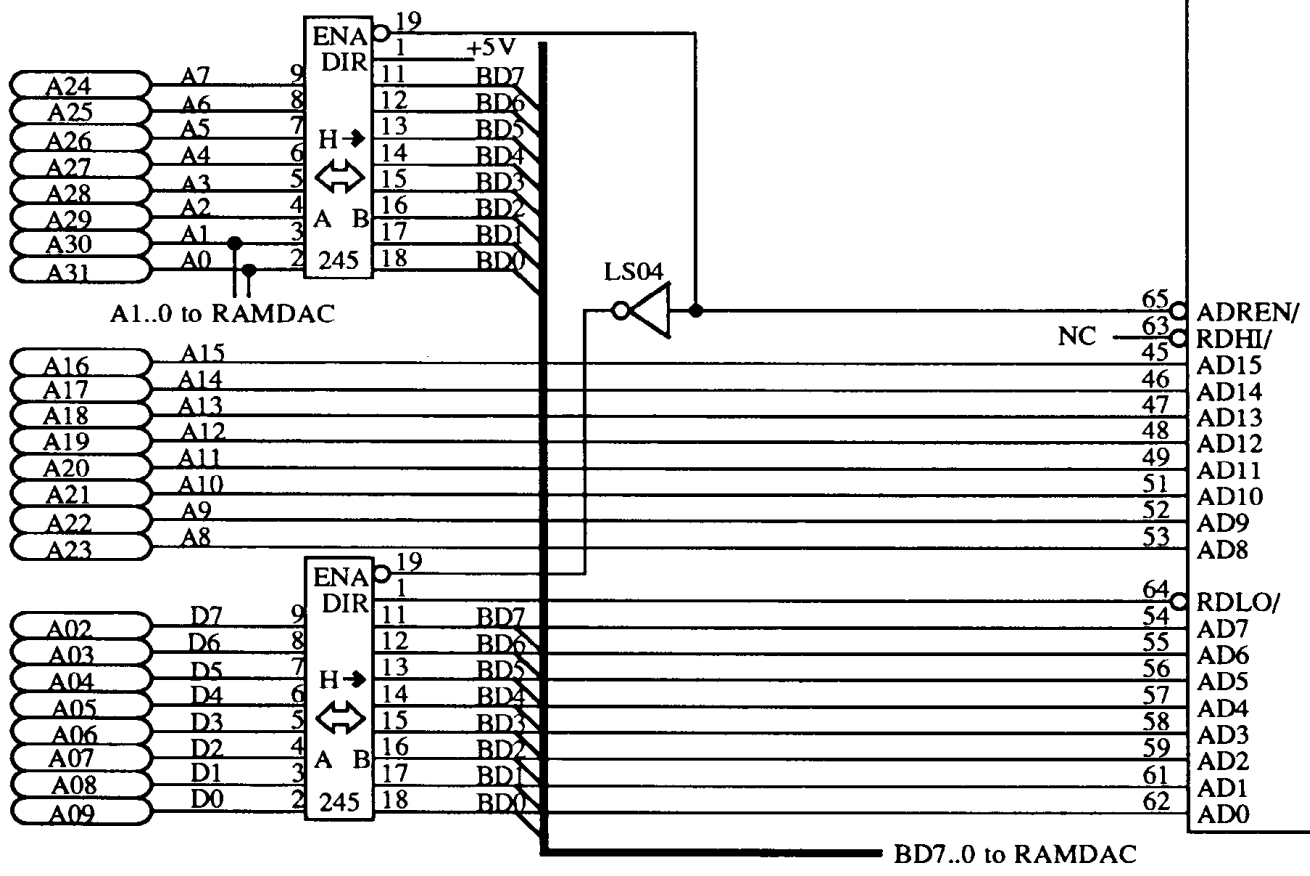 ENA 19
DIR 1 +5V
A24 A7 9 11 BD7
A25 A6 8 12 BD6
A26 A5 7 H 13 BD5
A27 A4 6 14 BD4
A28 A3 5 15 BD3
A29 A2 4 A B 16 BD2
A30 A1 3 17 BD1
A31 A0 2 245 18 BD0
A1..0 to RAMDAC
LS04
65 ADREN/
NC 63 RDHI/
A16 A15 45 AD15
A17 A14 46 AD14
A18 A13 47 AD13
A19 A12 48 AD12
A20 A11 49 AD11
A21 A10 51 AD10
A22 A9 52 AD9
A23 A8 53 AD8
ENA 19
DIR 1 64 RDLO/
A02 D7 9 11 BD7 54 AD7
A03 D6 8 12 BD6 55 AD6
A04 D5 7 H 13 BD5 56 AD5
A05 D4 6 14 BD4 57 AD4
A06 D3 5 15 BD3 58 AD3
A07 D2 4 A B 16 BD2 59 AD2
A08 D1 3 17 BD1 61 AD1
A09 D0 2 245 18 BD0 62 AD0
BD7..0 to RAMDAC